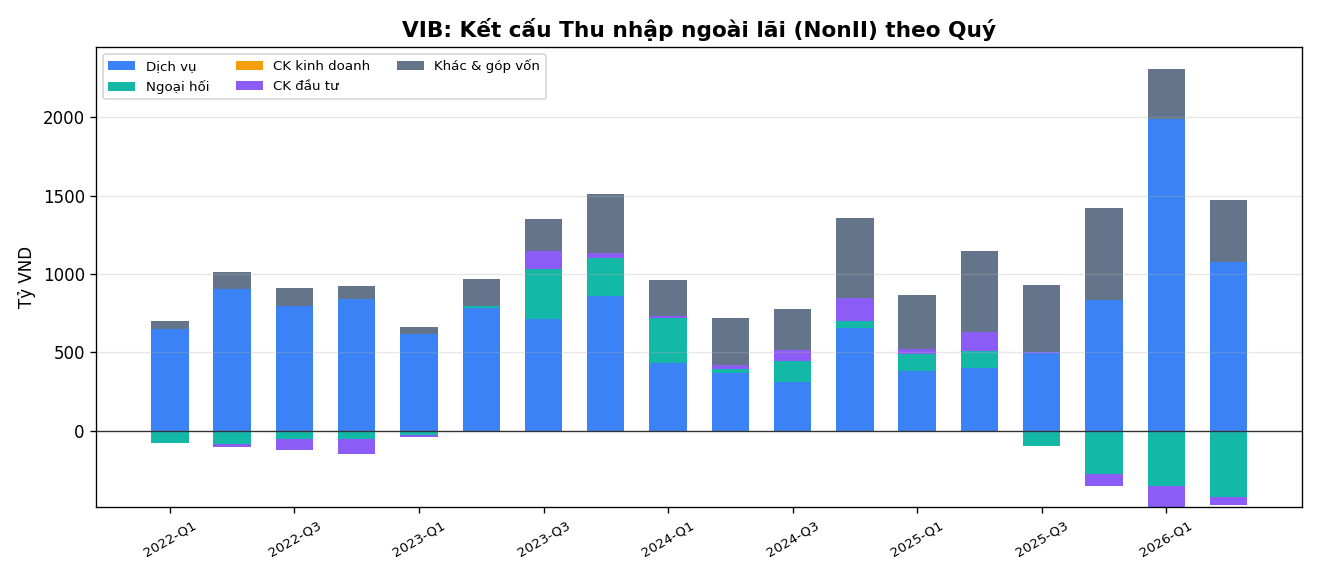 VIB: Kết cấu Thu nhập ngoài lãi (NonII) theo Quý
Dịch vụ
Ngoại hối
CK kinh doanh
CK đầu tư
Khác & góp vốn
Tỷ VND
2000
1500
1000
500
0
2022-Q1
2022-Q3
2023-Q1
2023-Q3
2024-Q1
2024-Q3
2025-Q1
2025-Q3
2026-Q1